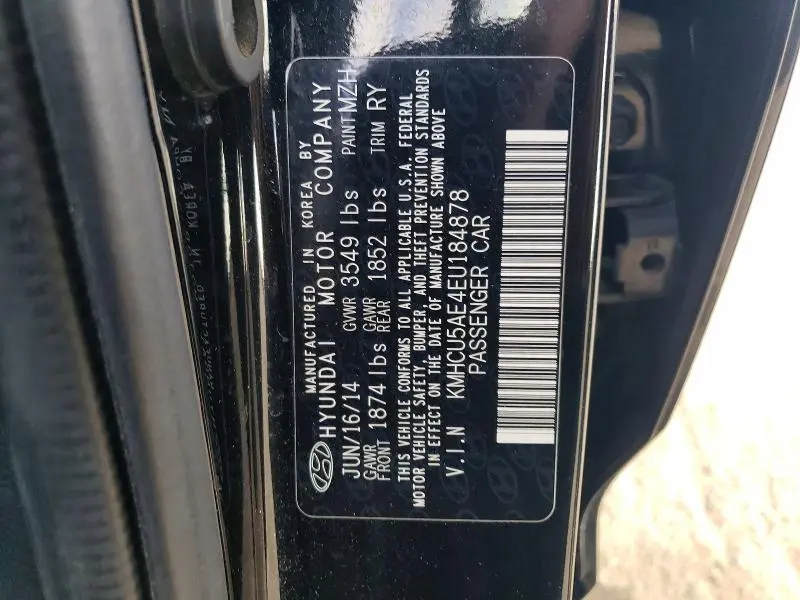 MANUFACTURED IN KOREA BY
HYUNDAI MOTOR COMPANY
JUN/16/14 GVWR 3549 lbs PAINT MZH
GAWR FRONT 1874 lbs GAWR REAR 1852 lbs TRIM RY
THIS VEHICLE CONFORMS TO ALL APPLICABLE U.S.A. FEDERAL
MOTOR VEHICLE SAFETY, BUMPER, AND THEFT PREVENTION STANDARDS
IN EFFECT ON THE DATE OF MANUFACTURE SHOWN ABOVE
V.I.N KMHCU5AE4EU184878
PASSENGER CAR